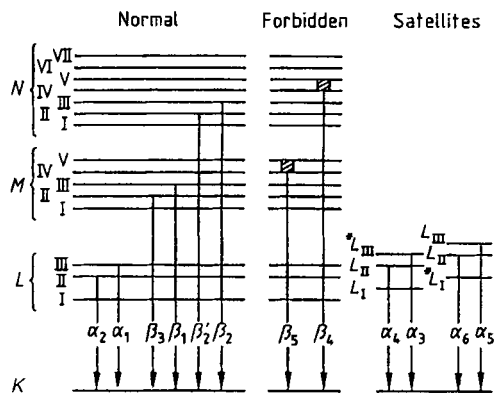 Normal Forbidden Satellites
VII
VI
V
N IV
III
II
I
V
IV
M III
II
I
*L_III L_III
III L_II L_II
L II *L_I
I L_I
α₂ α₁ β₃ β₁ β₂′ β₂ β₅ β₄ α₄ α₃ α₆ α₅
K